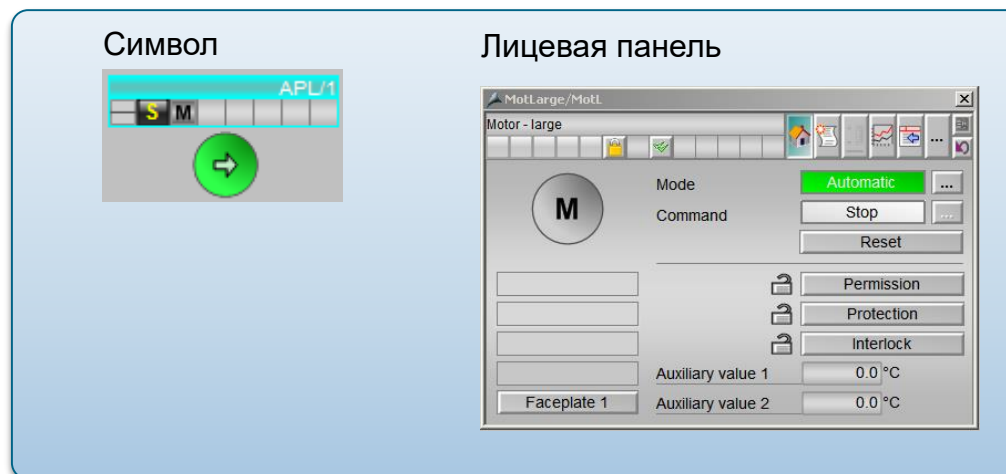 Символ
Лицевая панель
APL/1
S M
MotLarge/MotL
Motor - large
...
M
Mode
Automatic
...
Command
Stop
...
Reset
Permission
Protection
Interlock
Auxiliary value 1
0.0 °C
Faceplate 1
Auxiliary value 2
0.0 °C